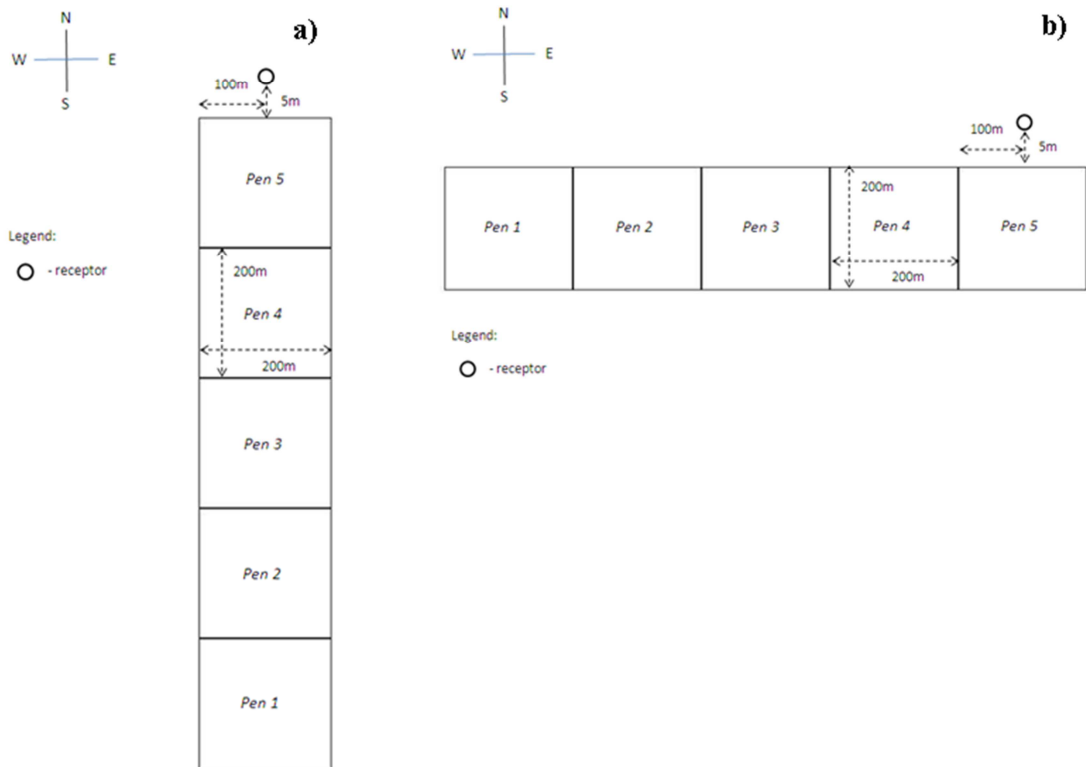 a)
N
W E
S
100m
5m
Pen 5
Legend:
- receptor
200m
Pen 4
200m
Pen 3
Pen 2
Pen 1
b)
N
W E
S
100m
5m
200m
Pen 1 Pen 2 Pen 3 Pen 4 Pen 5
200m
Legend:
- receptor